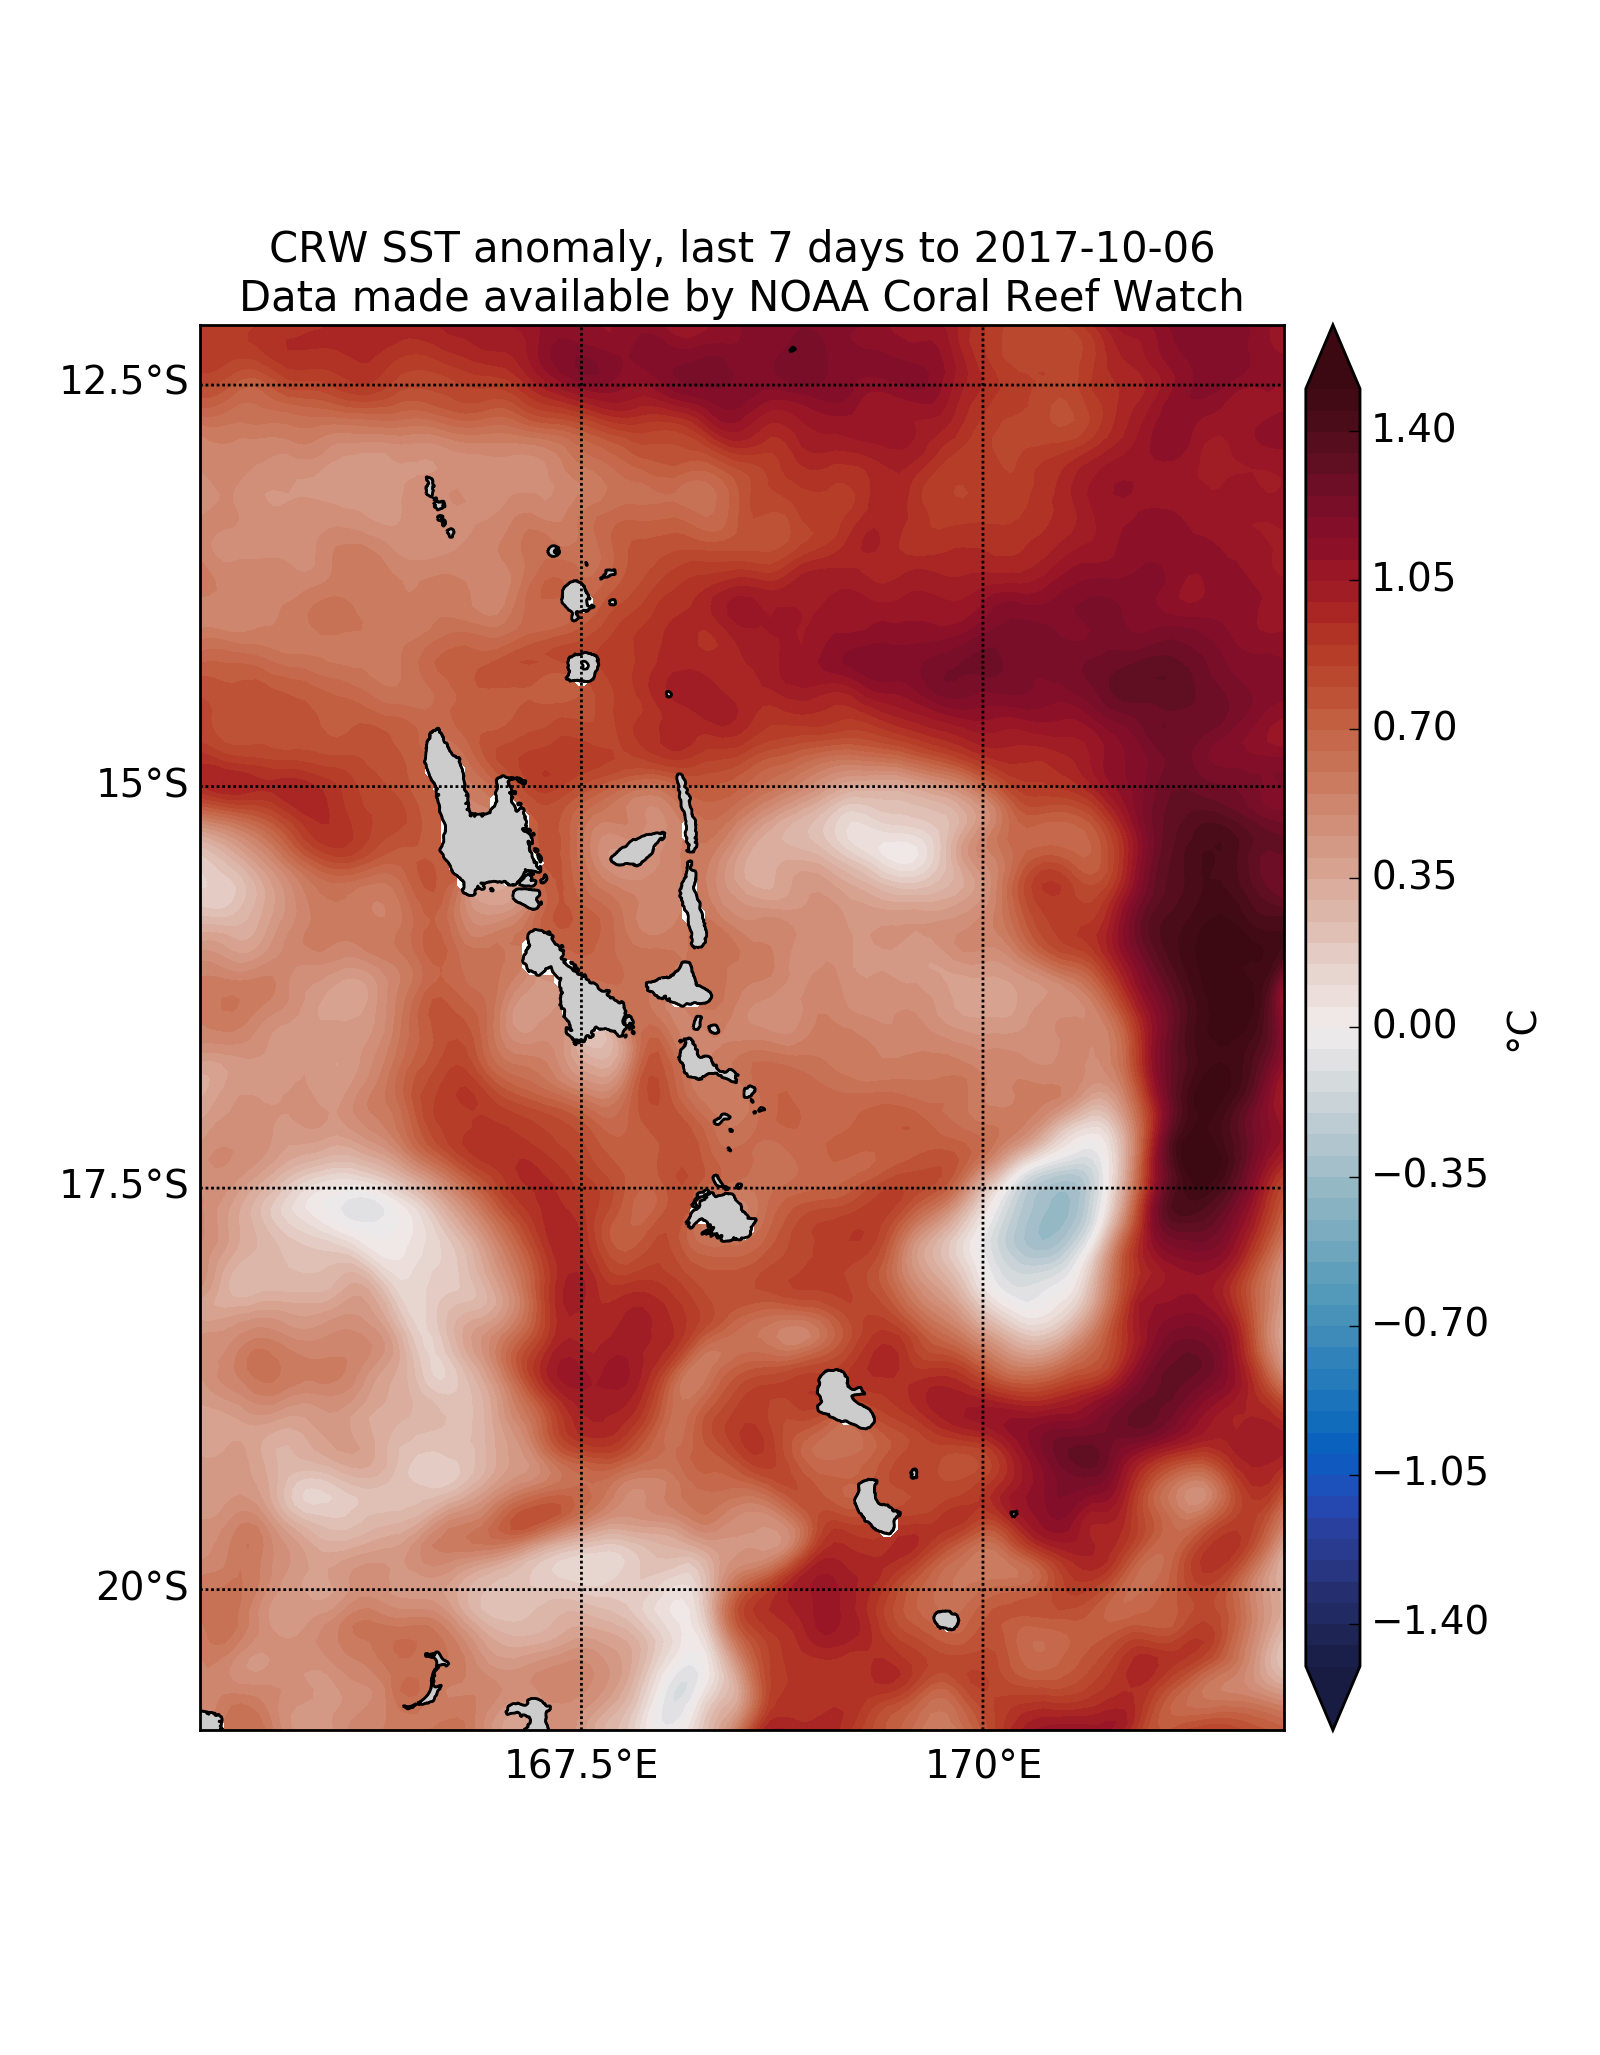 CRW SST anomaly, last 7 days to 2017-10-06
Data made available by NOAA Coral Reef Watch
12.5°S
15°S
17.5°S
20°S
167.5°E
170°E
1.40
1.05
0.70
0.35
0.00
−0.35
−0.70
−1.05
−1.40
°C